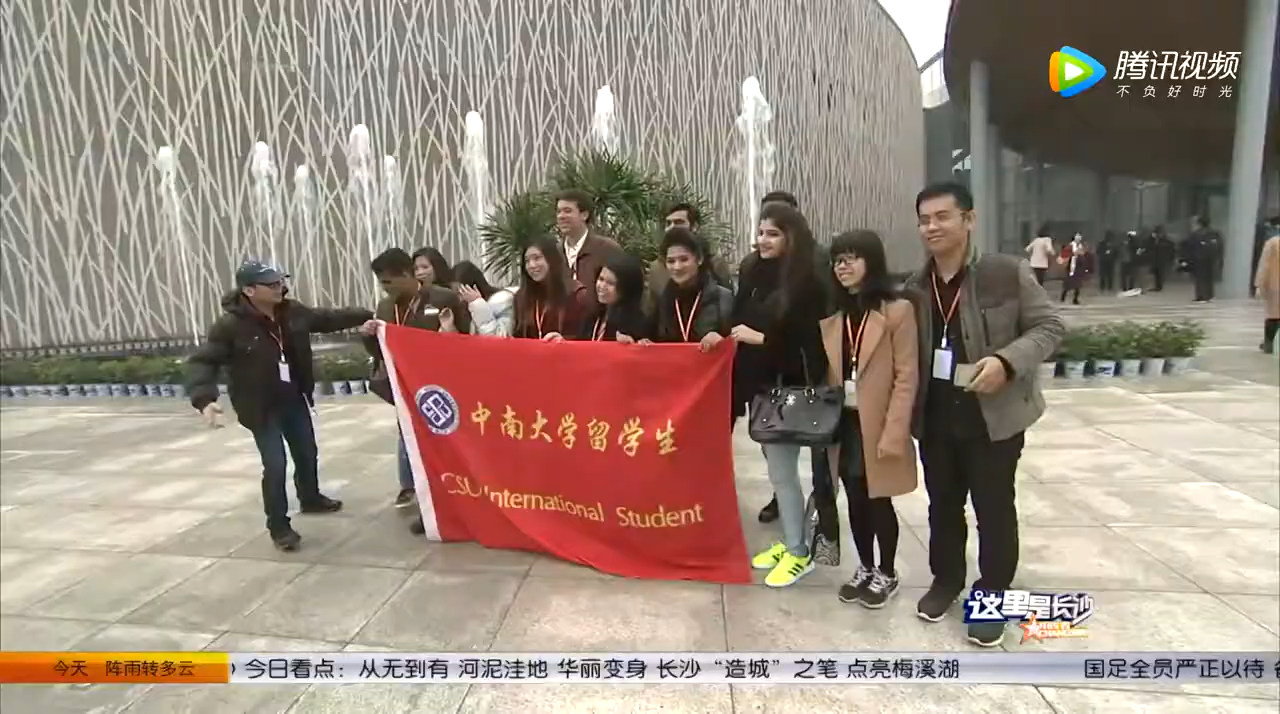 腾讯视频
不负好时光
中南大学留学生
CSU International Student
这里是长沙
今天 阵雨转多云
今日看点：从无到有 河泥洼地 华丽变身 长沙“造城”之笔 点亮梅溪湖
国足全员严正以待